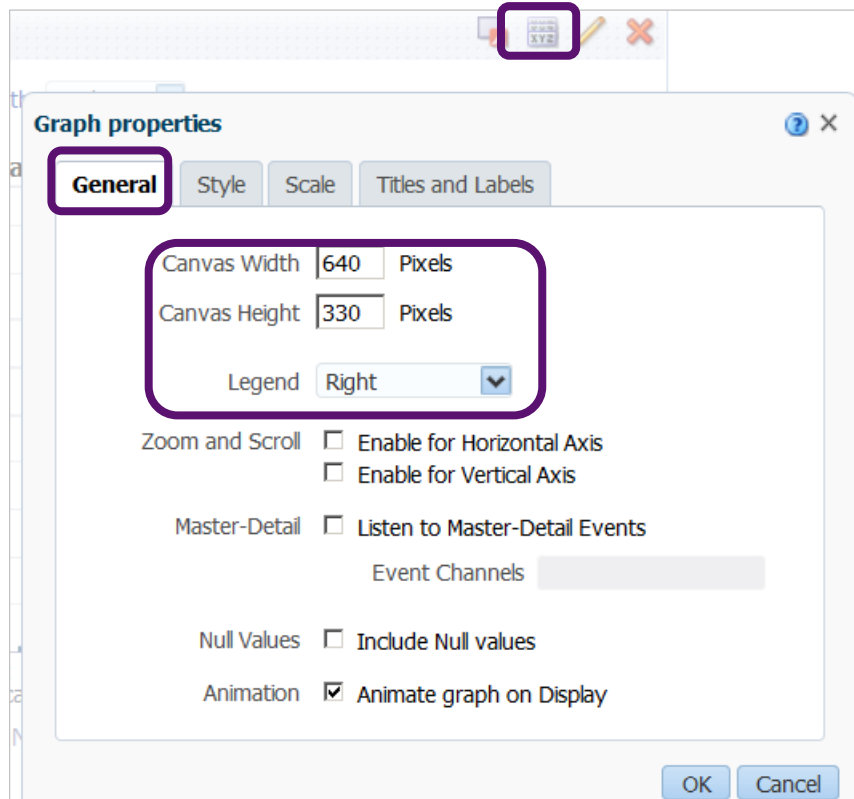 XYZ
Graph properties
General Style Scale Titles and Labels
Canvas Width 640 Pixels
Canvas Height 330 Pixels
Legend Right
Zoom and Scroll Enable for Horizontal Axis
Enable for Vertical Axis
Master-Detail Listen to Master-Detail Events
Event Channels
Null Values Include Null values
Animation Animate graph on Display
OK Cancel